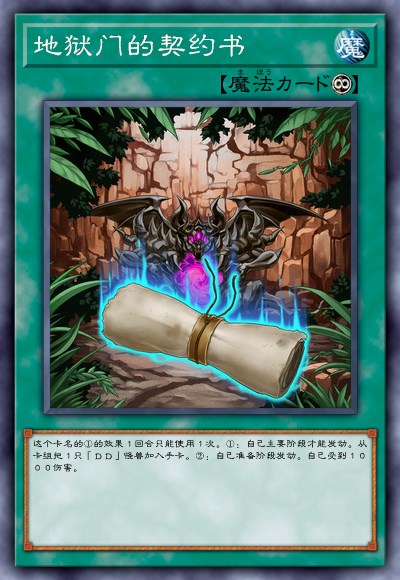 地狱门的契约书
魔
【魔法カード】
まほう
这个卡名的①的效果1回合只能使用1次。①:自己主要阶段才能发动。从
卡组把1只「DD」怪兽加入手卡。②:自己准备阶段发动。自己受到10
00伤害。